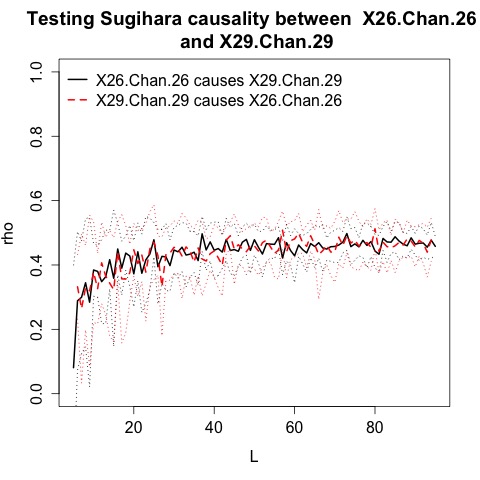 Testing Sugihara causality between X26.Chan.26
and X29.Chan.29
X26.Chan.26 causes X29.Chan.29
X29.Chan.29 causes X26.Chan.26
rho
1.0
0.8
0.6
0.4
0.2
0.0
20 40 60 80
L